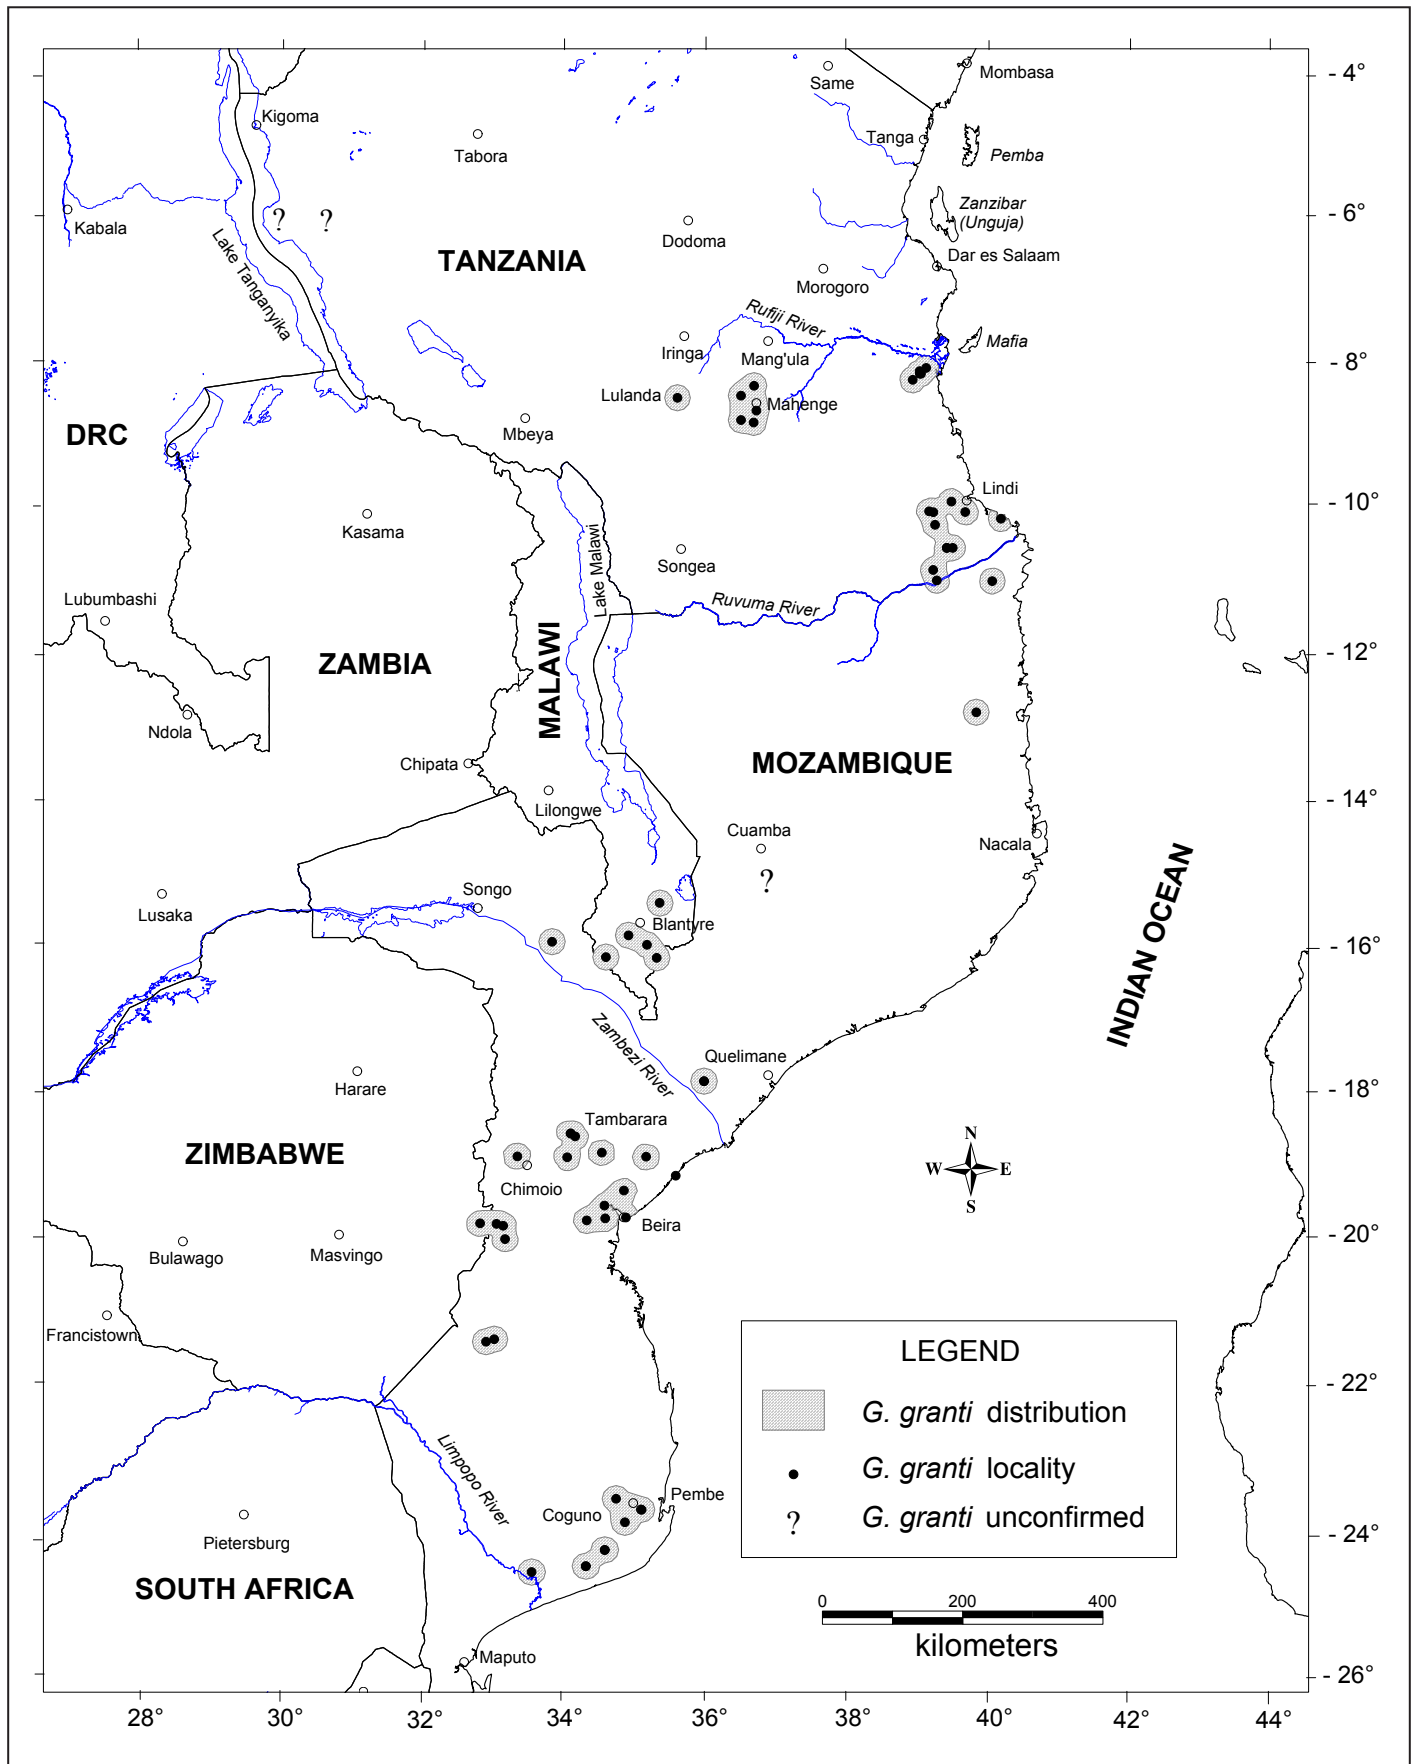 Same
Mombasa
- 4°
Kigoma
Tabora
Tanga
Pemba
Kabala
?
?
Zanzibar
(Unguja)
- 6°
Lake Tanganyika
TANZANIA
Dodoma
Dar es Salaam
Morogoro
Rufiji River
Iringa
Mang'ula
Mafia
- 8°
Lulanda
Mahenge
DRC
Mbeya
Lindi
- 10°
Kasama
Lake Malawi
Songea
Lubumbashi
Ruvuma River
ZAMBIA
MALAWI
- 12°
Ndola
Chipata
MOZAMBIQUE
Lilongwe
- 14°
Cuamba
Nacala
?
Songo
Lusaka
Blantyre
INDIAN OCEAN
- 16°
Zambezi River
Quelimane
Harare
- 18°
Tambarara
ZIMBABWE
N
W
E
S
Chimoio
Beira
Bulawago
Masvingo
- 20°
Francistown
LEGEND
- 22°
G. granti distribution
Limpopo River
G. granti locality
Pembe
Coguno
G. granti unconfirmed
?
Pietersburg
- 24°
SOUTH AFRICA
0 200 400
kilometers
Maputo
- 26°
28° 30° 32° 34° 36° 38° 40° 42° 44°